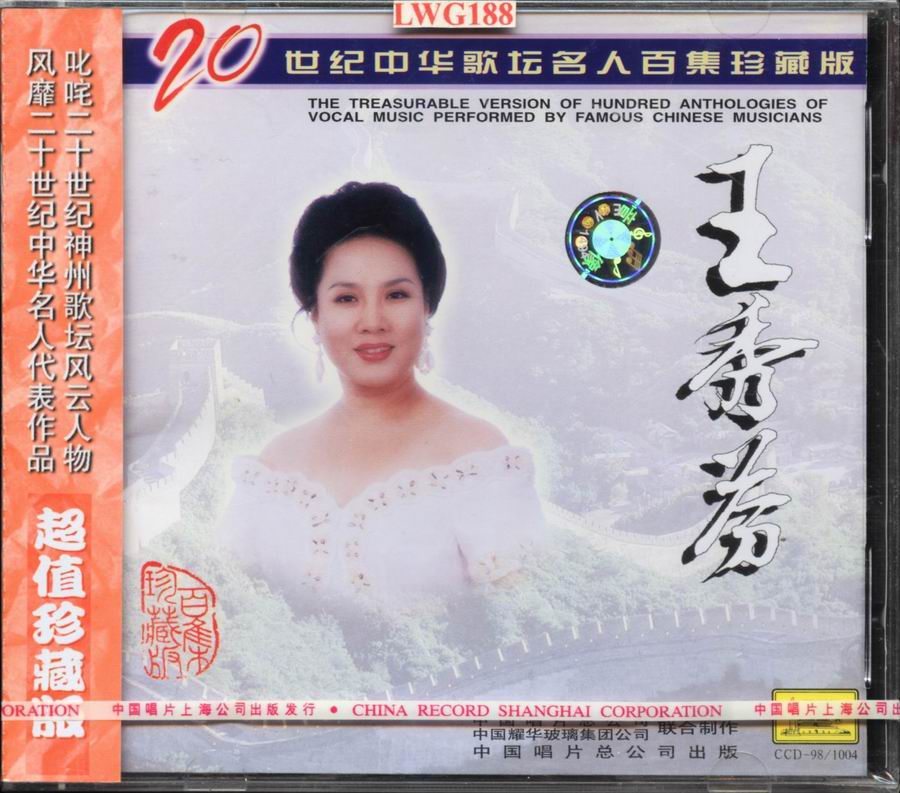 LWG188
20世纪中华歌坛名人百集珍藏版
THE TREASURABLE VERSION OF HUNDRED ANTHOLOGIES OF
VOCAL MUSIC PERFORMED BY FAMOUS CHINESE MUSICIANS
叱咤二十世纪神州歌坛风云人物
风靡二十世纪中华名人代表作品
超值珍藏版
王秀芬
百集
珍藏版
ORATION 中国唱片上海公司出版发行 • CHINA RECORD SHANGHAI CORPORATION 中国唱片上海公司出
中国唱片总公司
中国耀华玻璃集团公司 联合制作
中国唱片总公司出版
CCD-98/1004